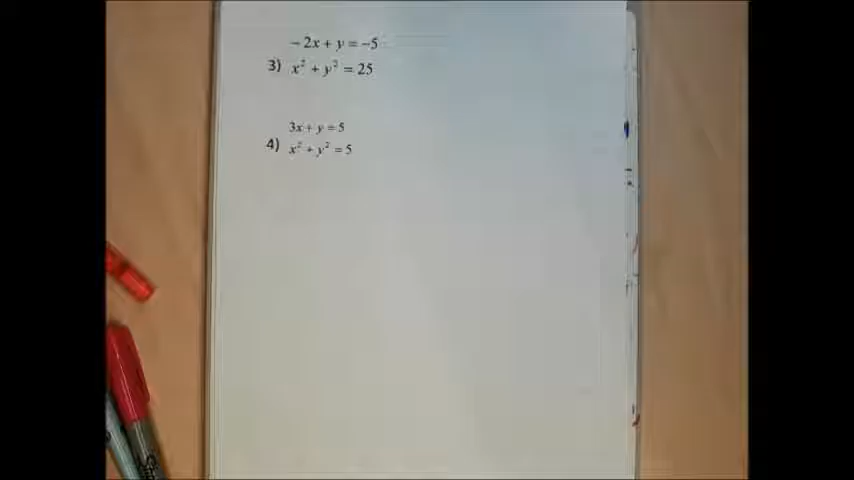 -2x + y = -5
3) x² + y² = 25
3x + y = 5
4) x² + y² = 5